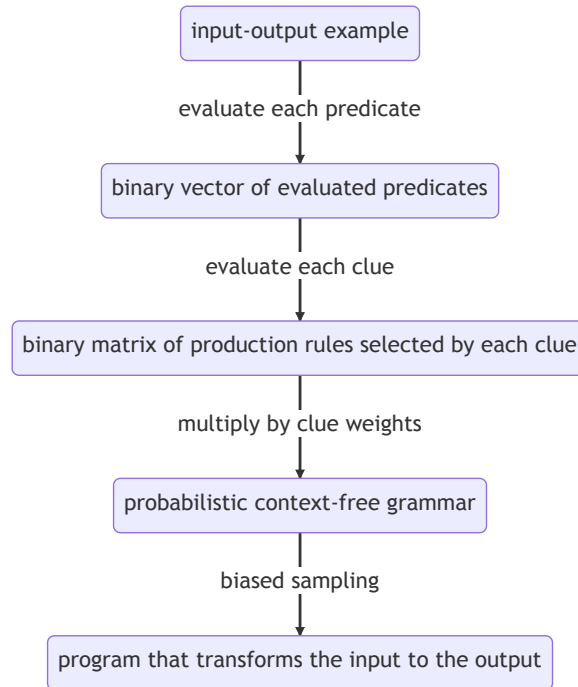 input-output example
evaluate each predicate
binary vector of evaluated predicates
evaluate each clue
binary matrix of production rules selected by each clue
multiply by clue weights
probabilistic context-free grammar
biased sampling
program that transforms the input to the output